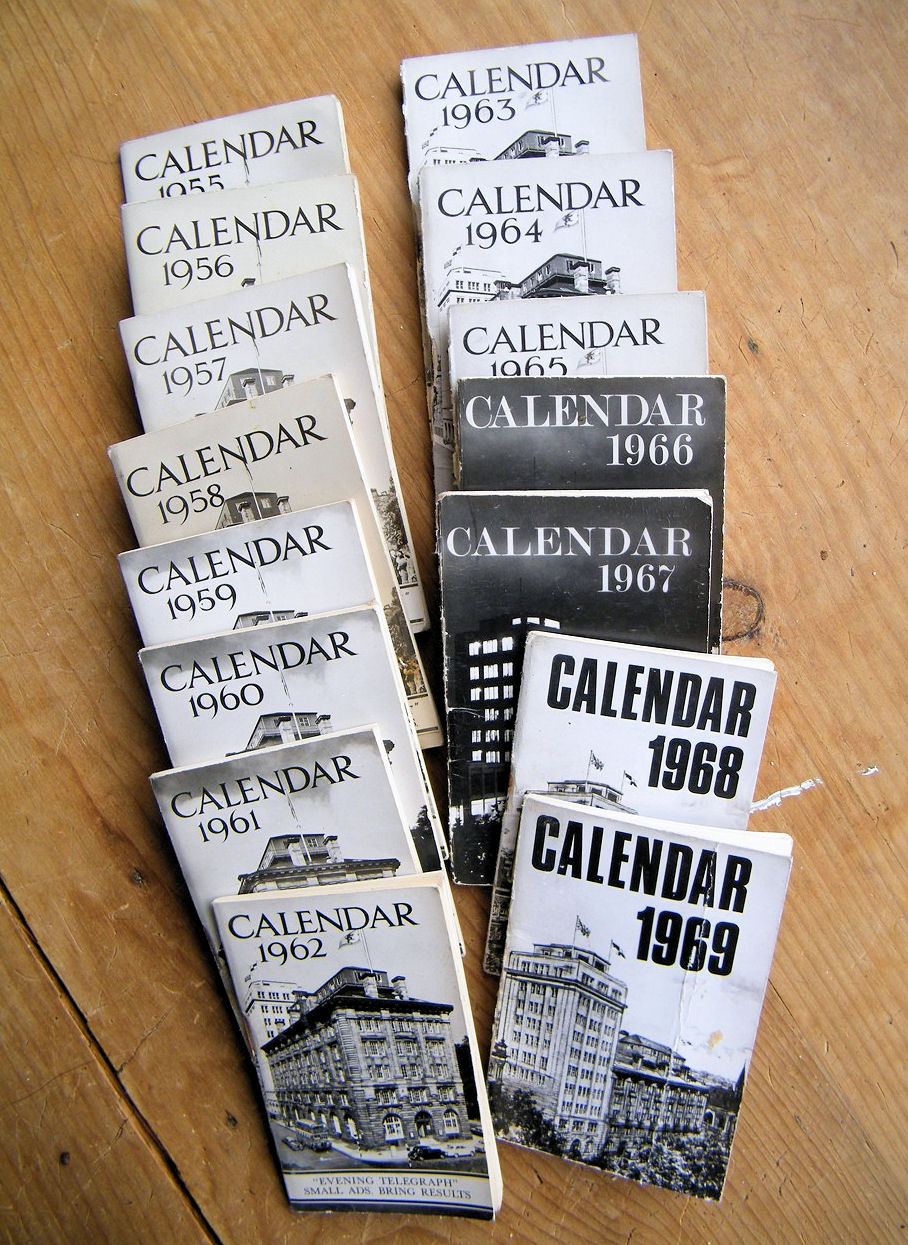 CALENDAR
1955
CALENDAR
1956
CALENDAR
1957
CALENDAR
1958
CALENDAR
1959
CALENDAR
1960
CALENDAR
1961
CALENDAR
1962
"EVENING TELEGRAPH"
SMALL ADS. BRING RESULTS
CALENDAR
1963
CALENDAR
1964
CALENDAR
1965
CALENDAR
1966
CALENDAR
1967
CALENDAR
1968
CALENDAR
1969